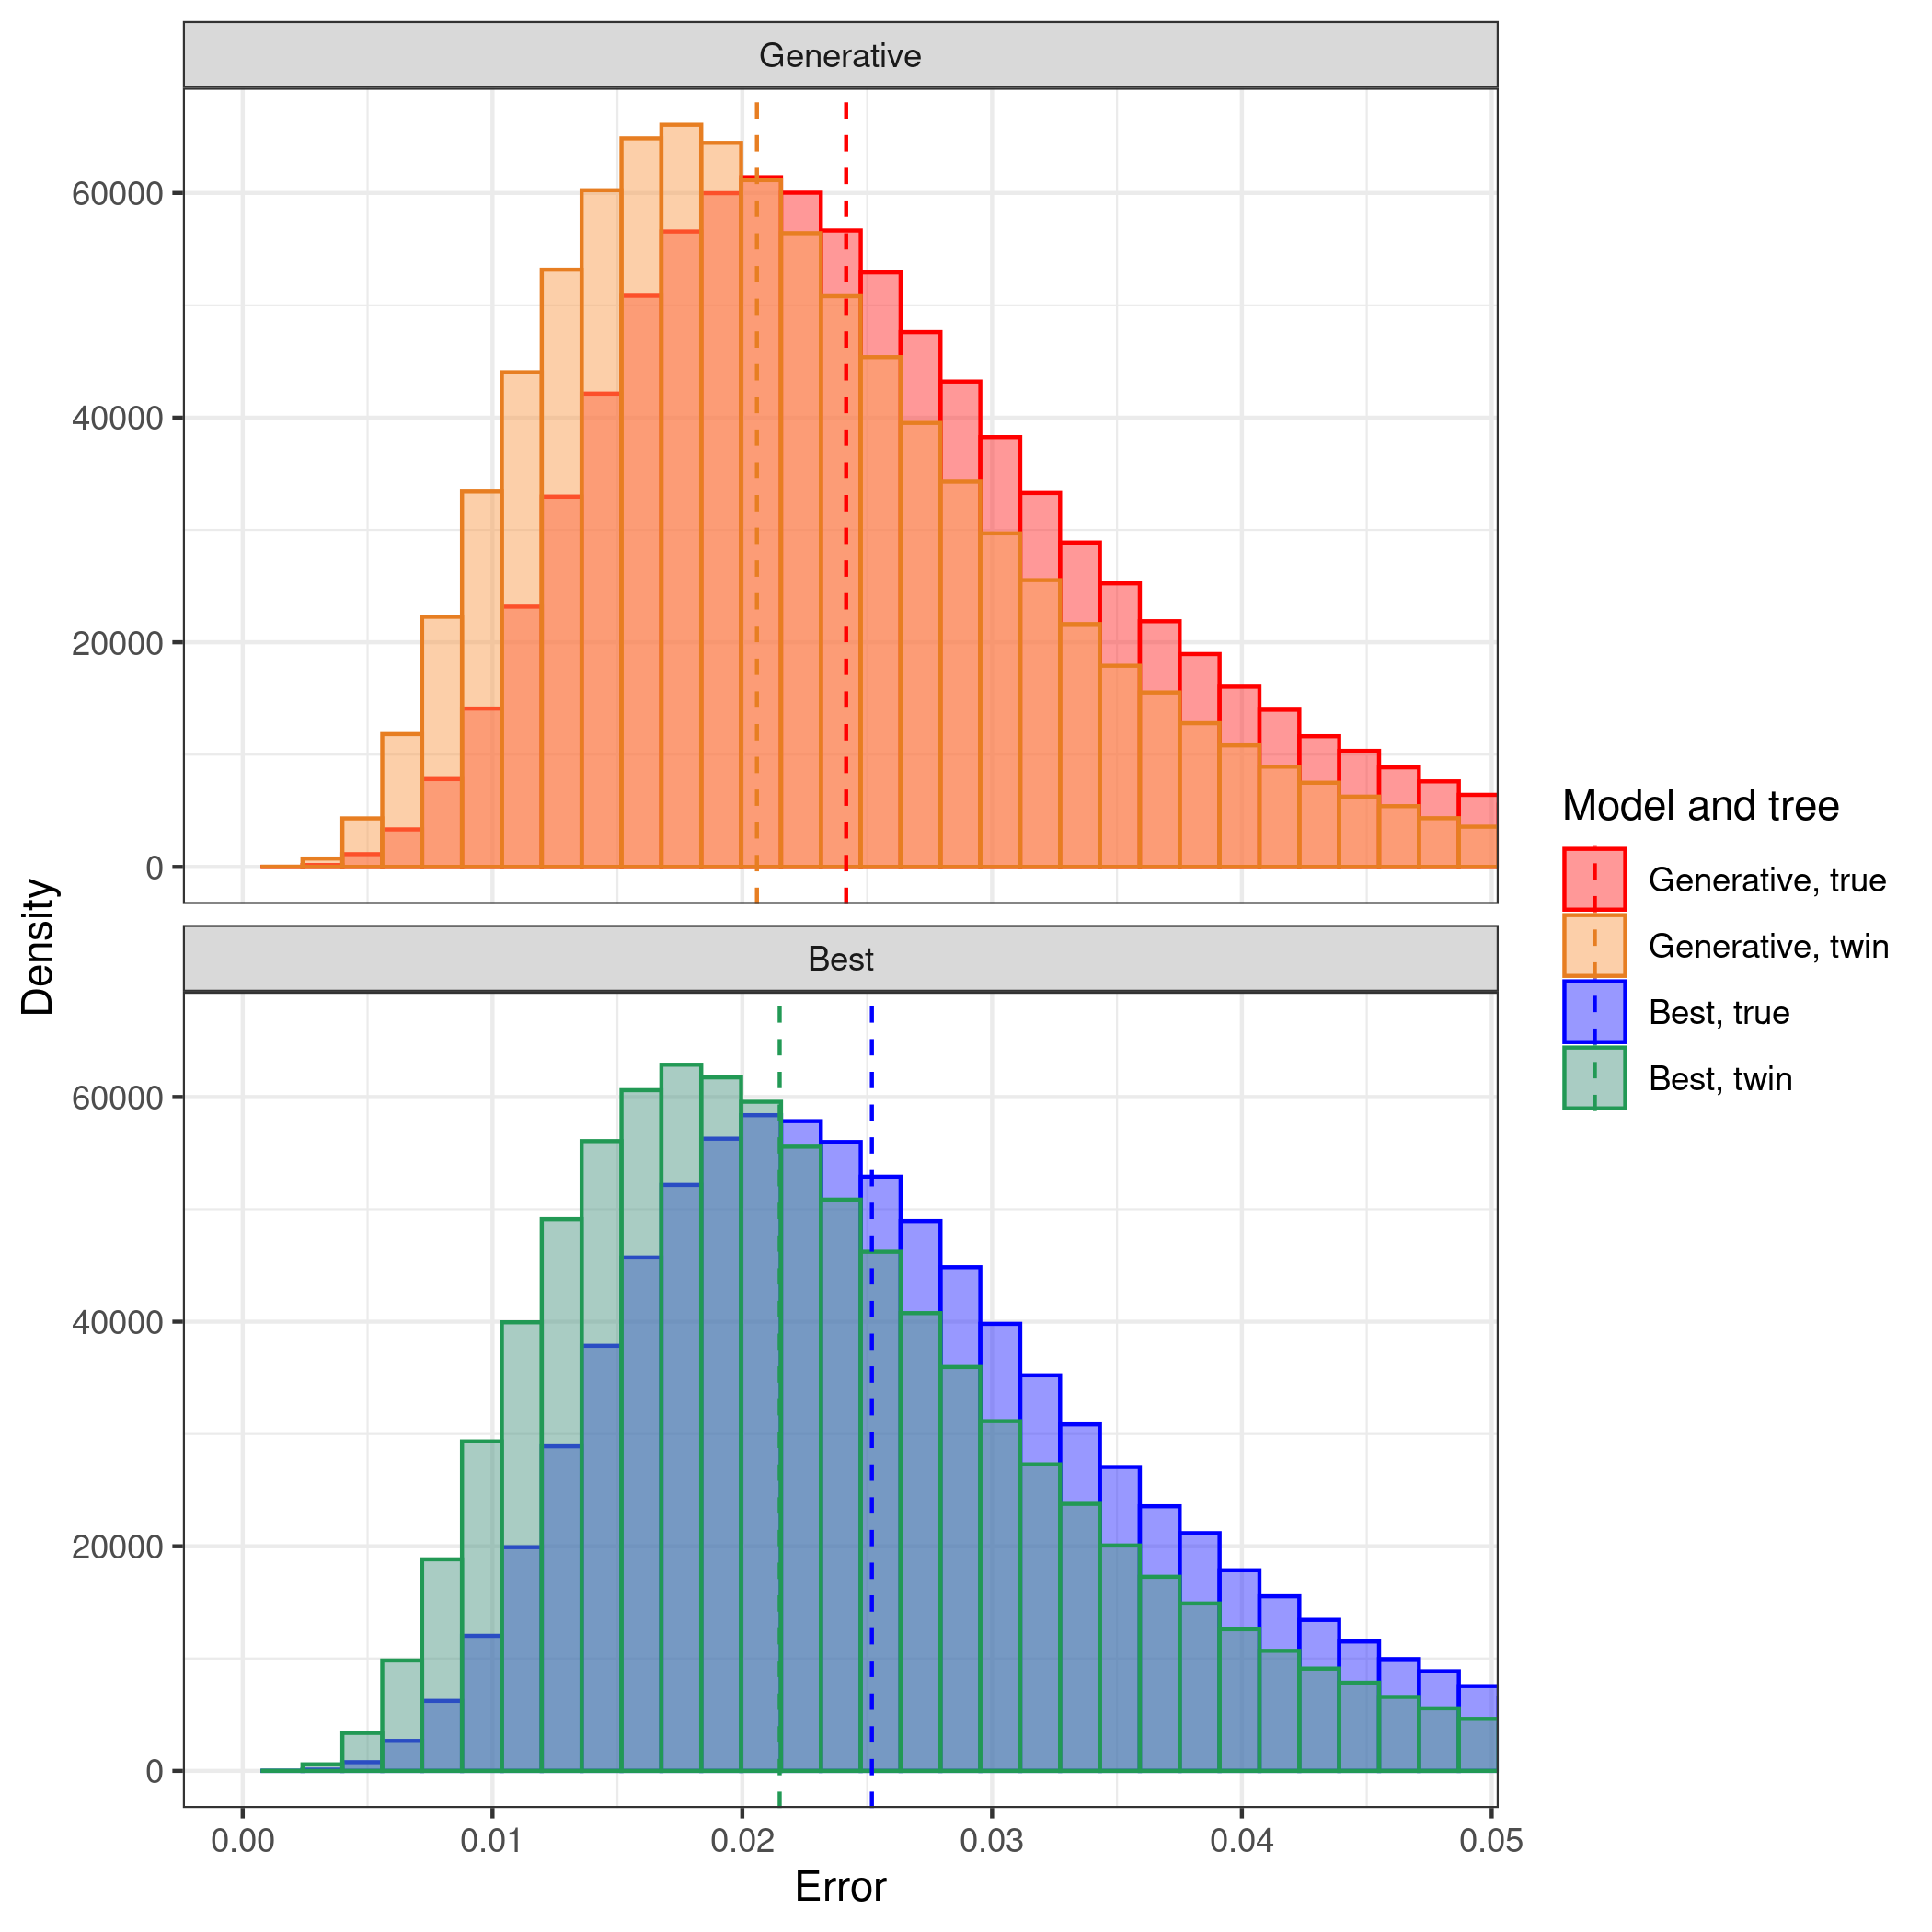 Generative
60000
40000
20000
0
Density
Best
60000
40000
20000
0
0.00 0.01 0.02 0.03 0.04 0.05
Error
Model and tree
Generative, true
Generative, twin
Best, true
Best, twin